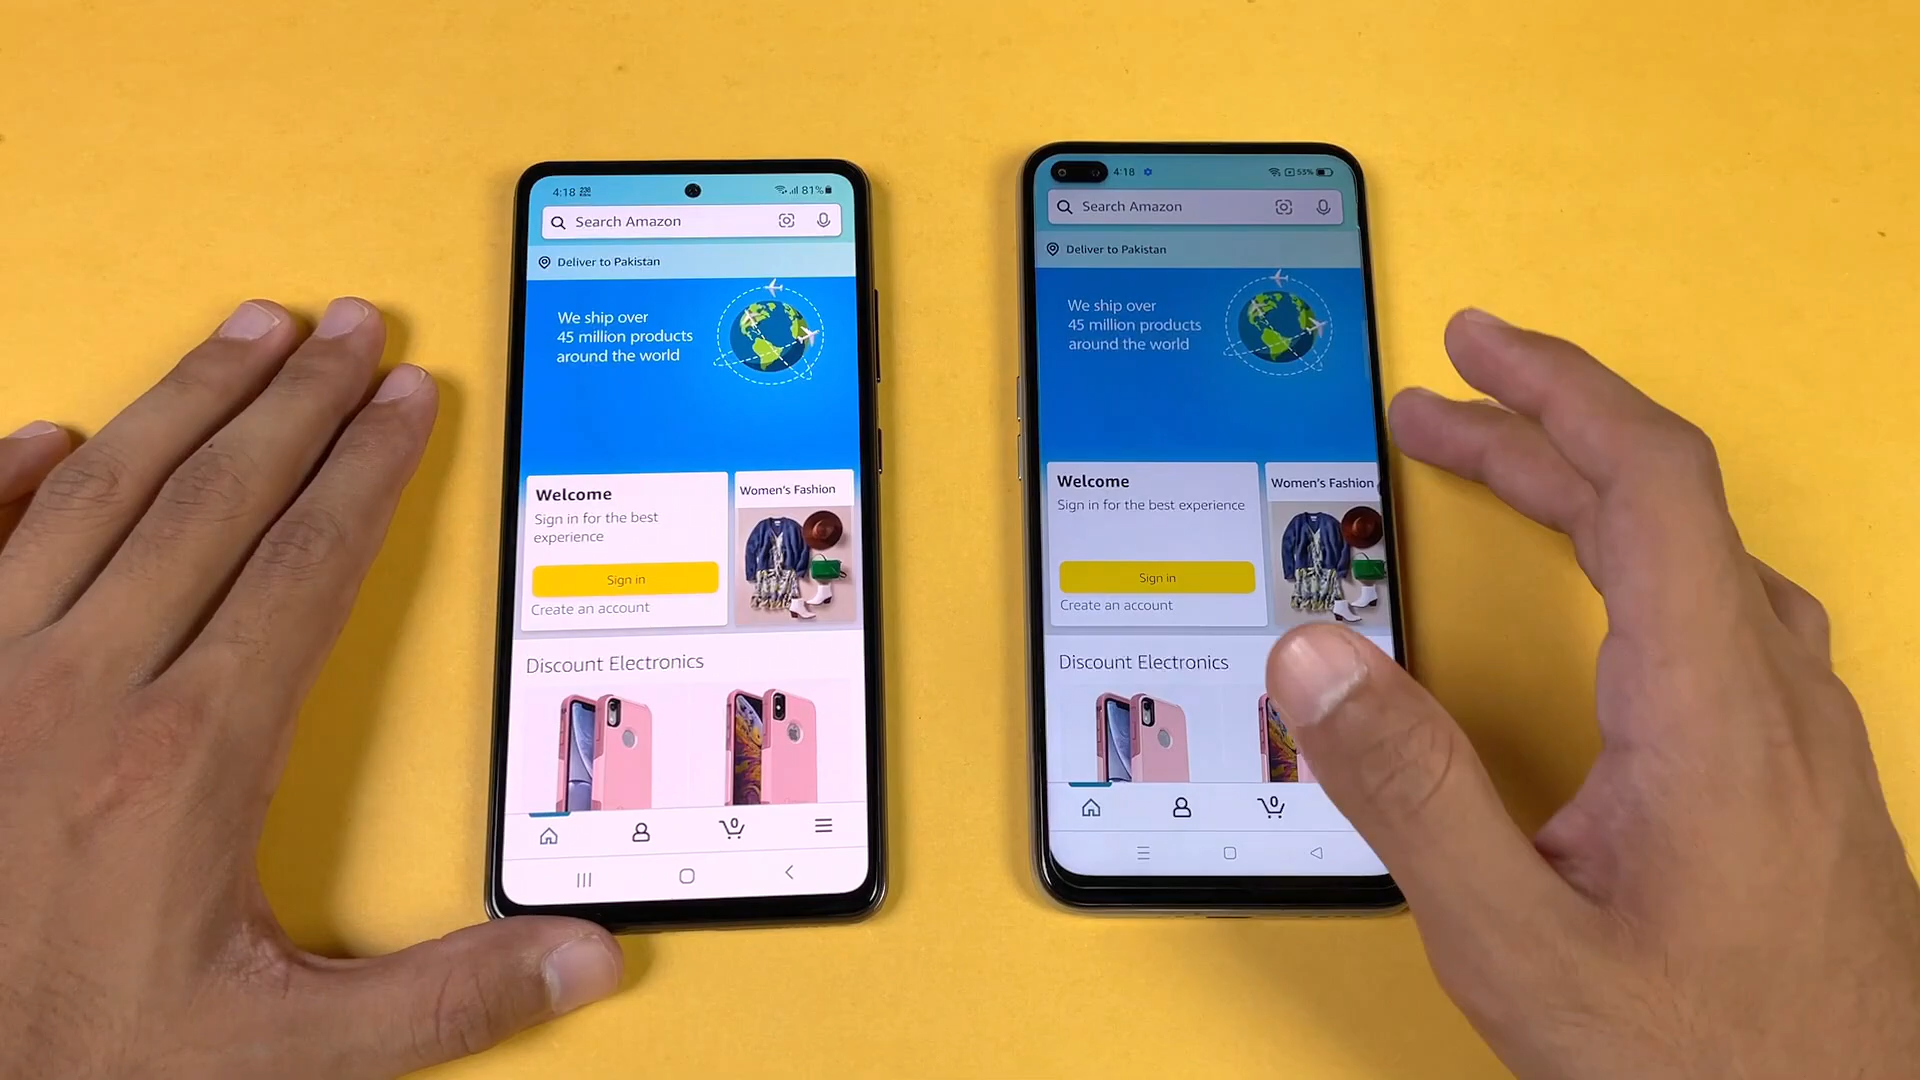 4:18
81%
Search Amazon
Deliver to Pakistan
We ship over
45 million products
around the world
Welcome
Sign in for the best
experience
Sign in
Create an account
Women's Fashion
Discount Electronics
0
4:18
53%
Search Amazon
Deliver to Pakistan
We ship over
45 million products
around the world
Welcome
Sign in for the best experience
Sign in
Create an account
Women's Fashion
Discount Electronics
0